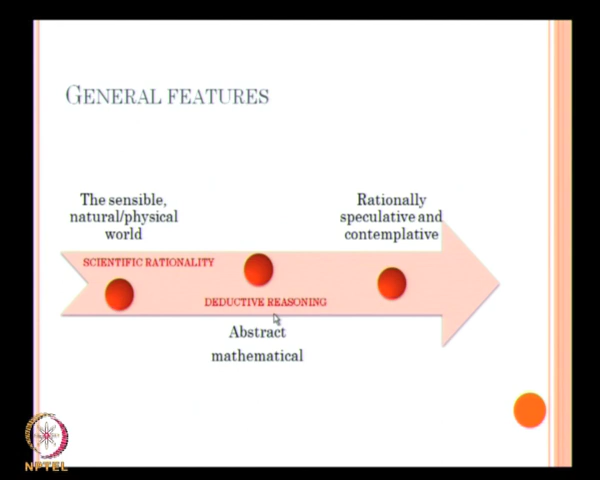 GENERAL FEATURES
The sensible,
natural/physical
world
Rationally
speculative and
contemplative
SCIENTIFIC RATIONALITY
DEDUCTIVE REASONING
Abstract
mathematical
NPTEL